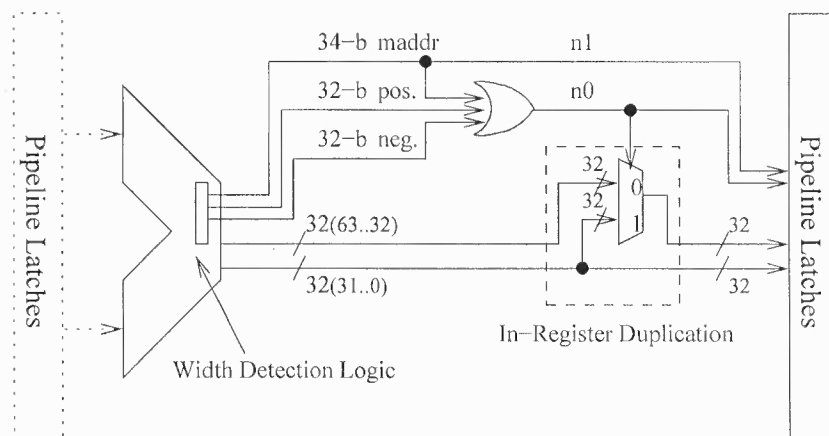 34−b maddr
n1
32−b pos.
n0
32−b neg.
Pipeline Latches
Pipeline Latches
32
0
32
1
32(63..32)
32
32(31..0)
32
In−Register Duplication
Width Detection Logic